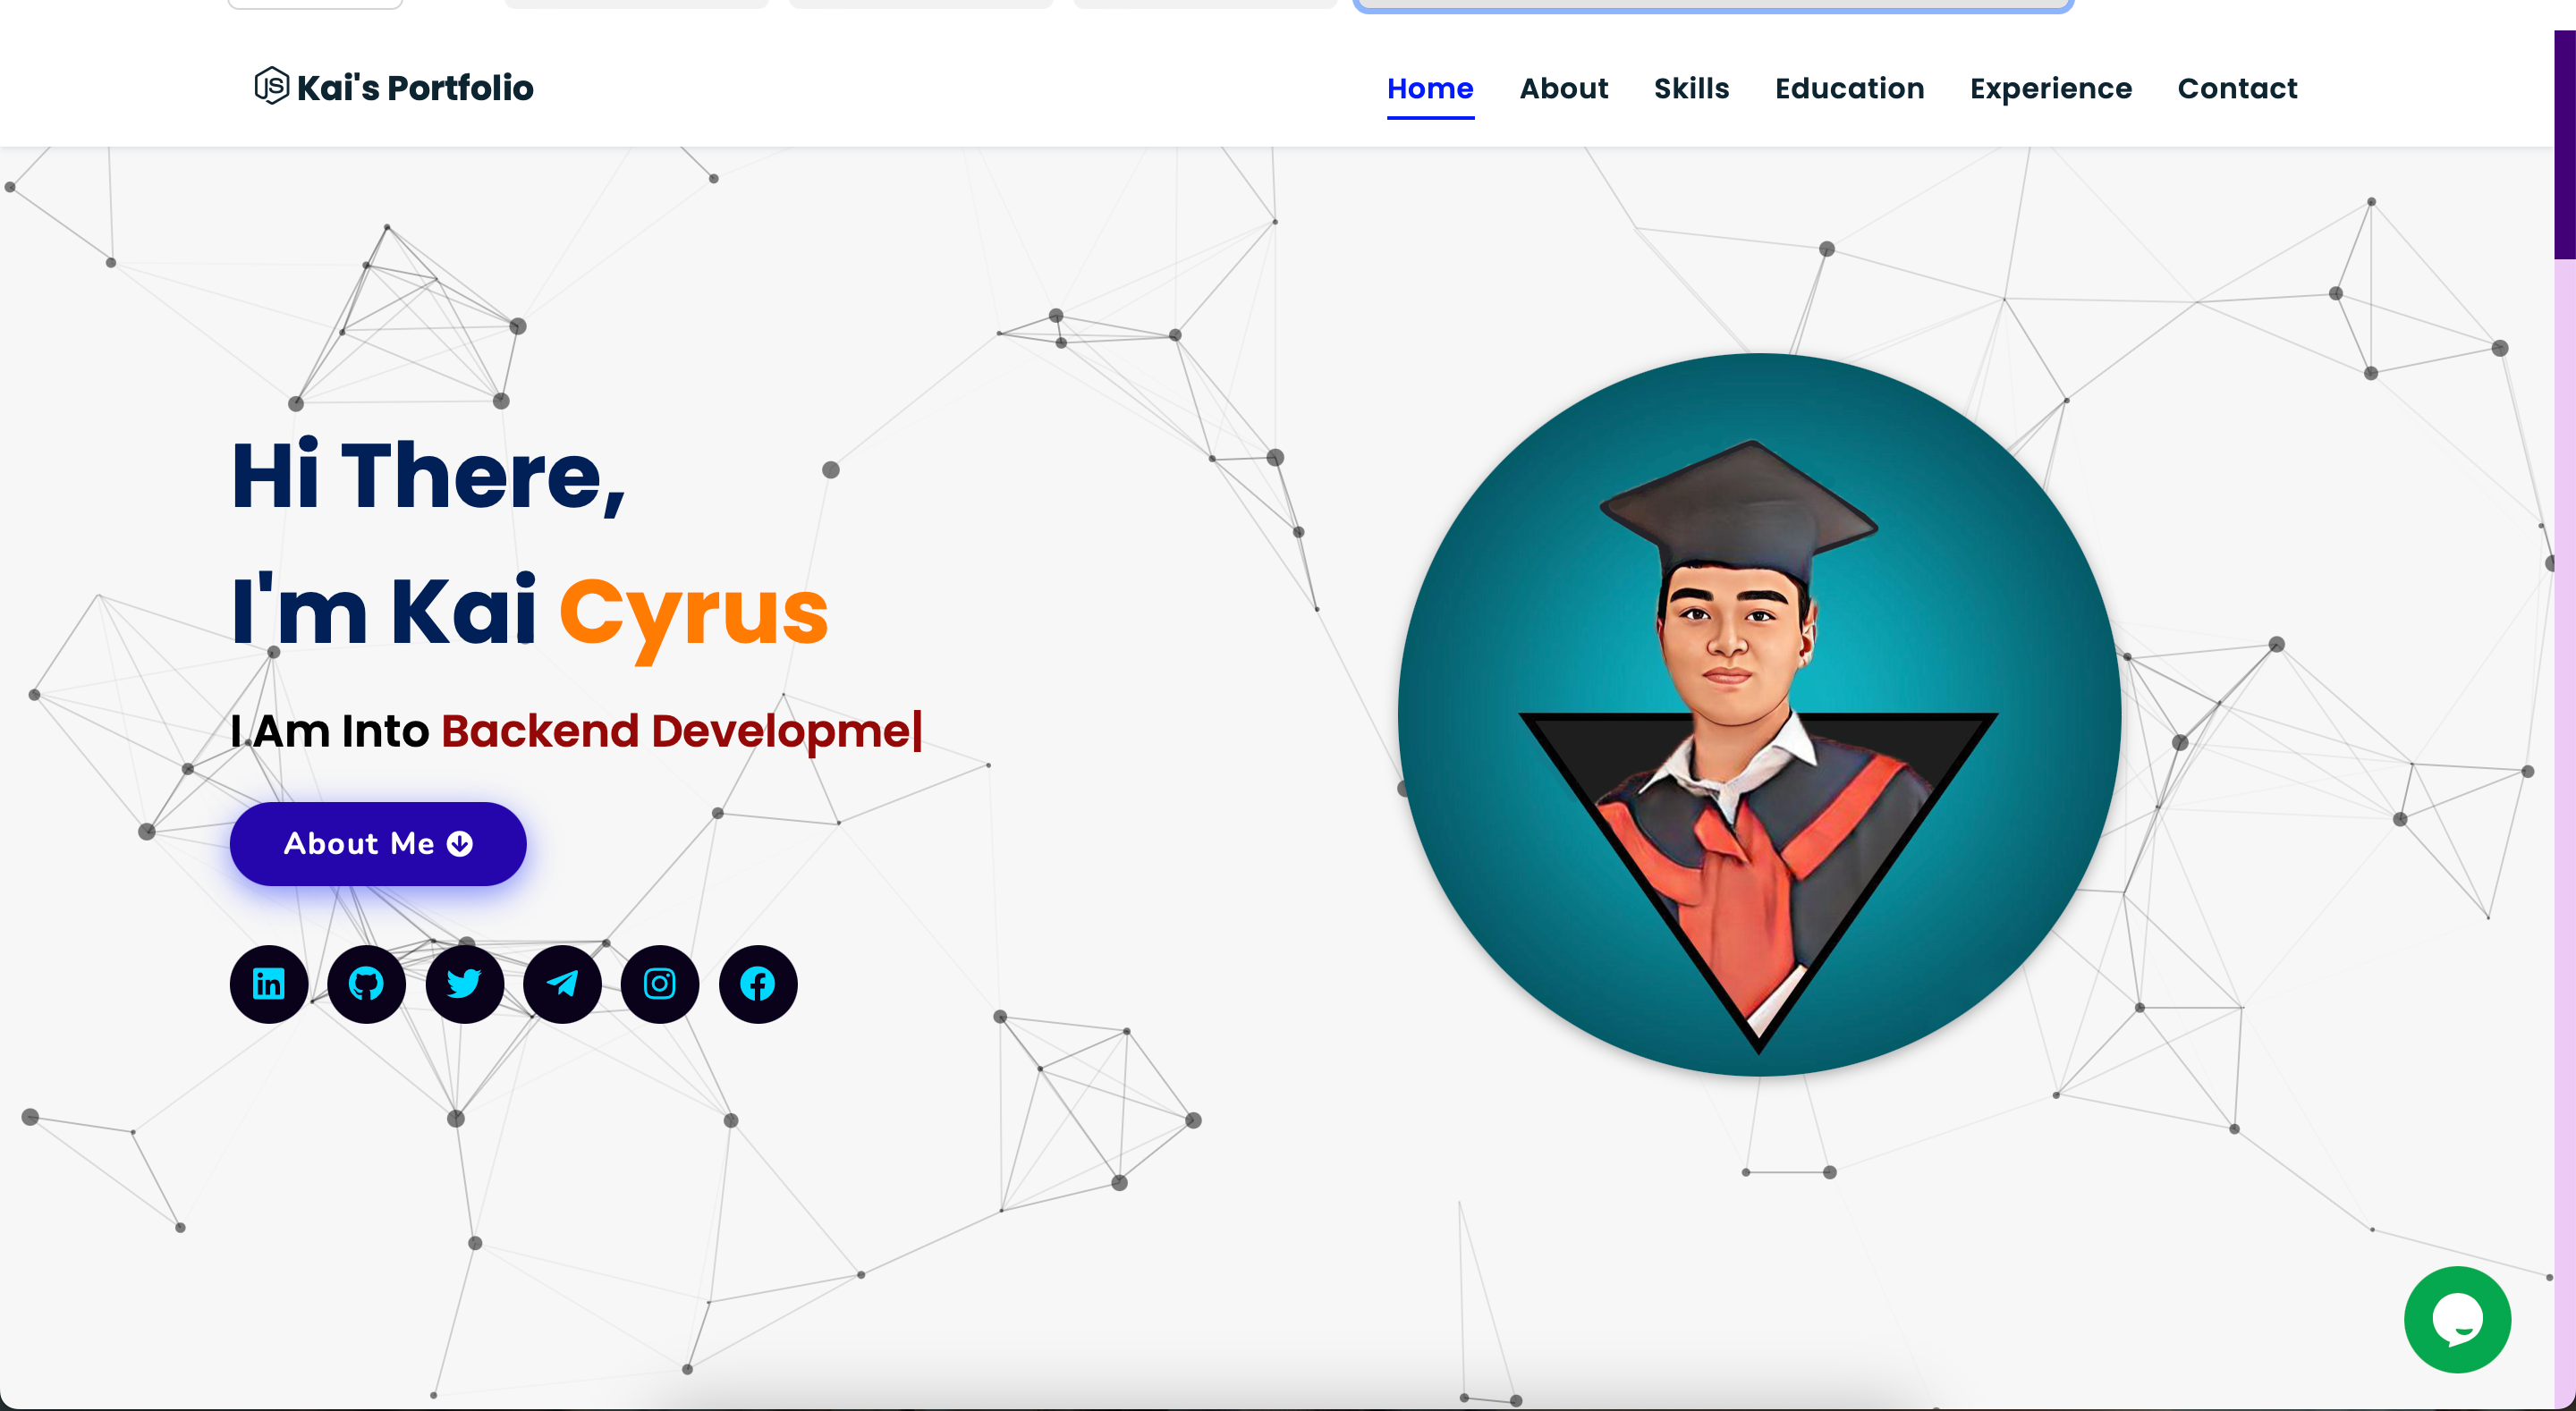 Kai's Portfolio
Home About Skills Education Experience Contact
Hi There,
I'm Kai Cyrus
I Am Into Backend Developme|
About Me